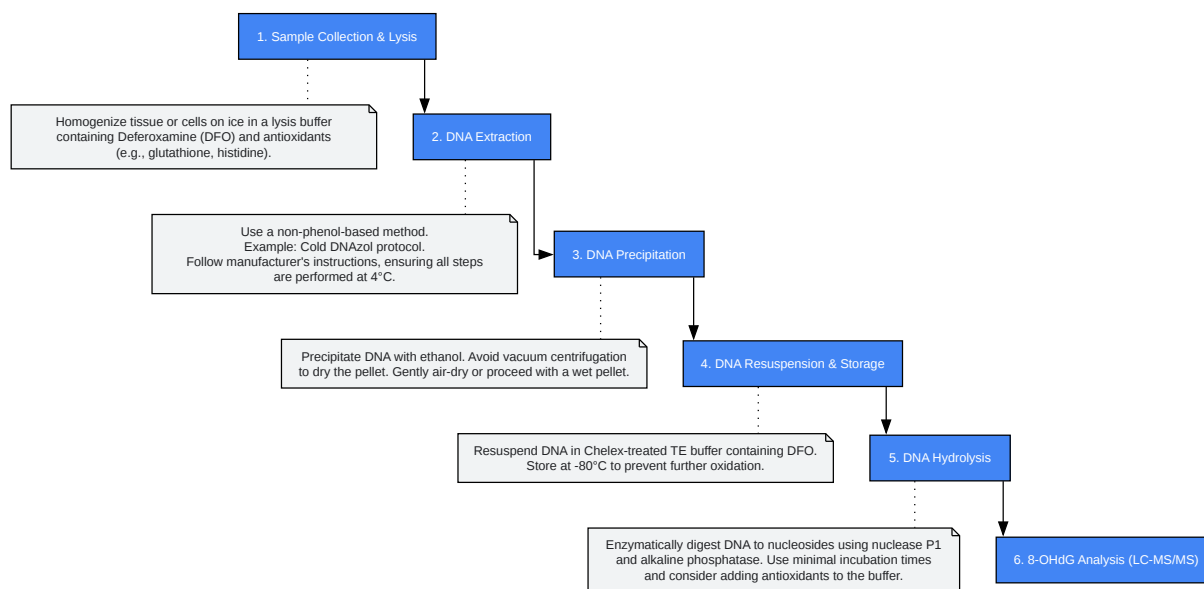 1. Sample Collection & Lysis
Homogenize tissue or cells on ice in a lysis buffer
containing Deferoxamine (DFO) and antioxidants
(e.g., glutathione, histidine).
2. DNA Extraction
Use a non-phenol-based method.
Example: Cold DNAzol protocol.
Follow manufacturer's instructions, ensuring all steps
are performed at 4°C.
3. DNA Precipitation
Precipitate DNA with ethanol. Avoid vacuum centrifugation
to dry the pellet. Gently air-dry or proceed with a wet pellet.
4. DNA Resuspension & Storage
Resuspend DNA in Chelex-treated TE buffer containing DFO.
Store at -80°C to prevent further oxidation.
5. DNA Hydrolysis
Enzymatically digest DNA to nucleosides using nuclease P1
and alkaline phosphatase. Use minimal incubation times
and consider adding antioxidants to the buffer.
6. 8-OHdG Analysis (LC-MS/MS)